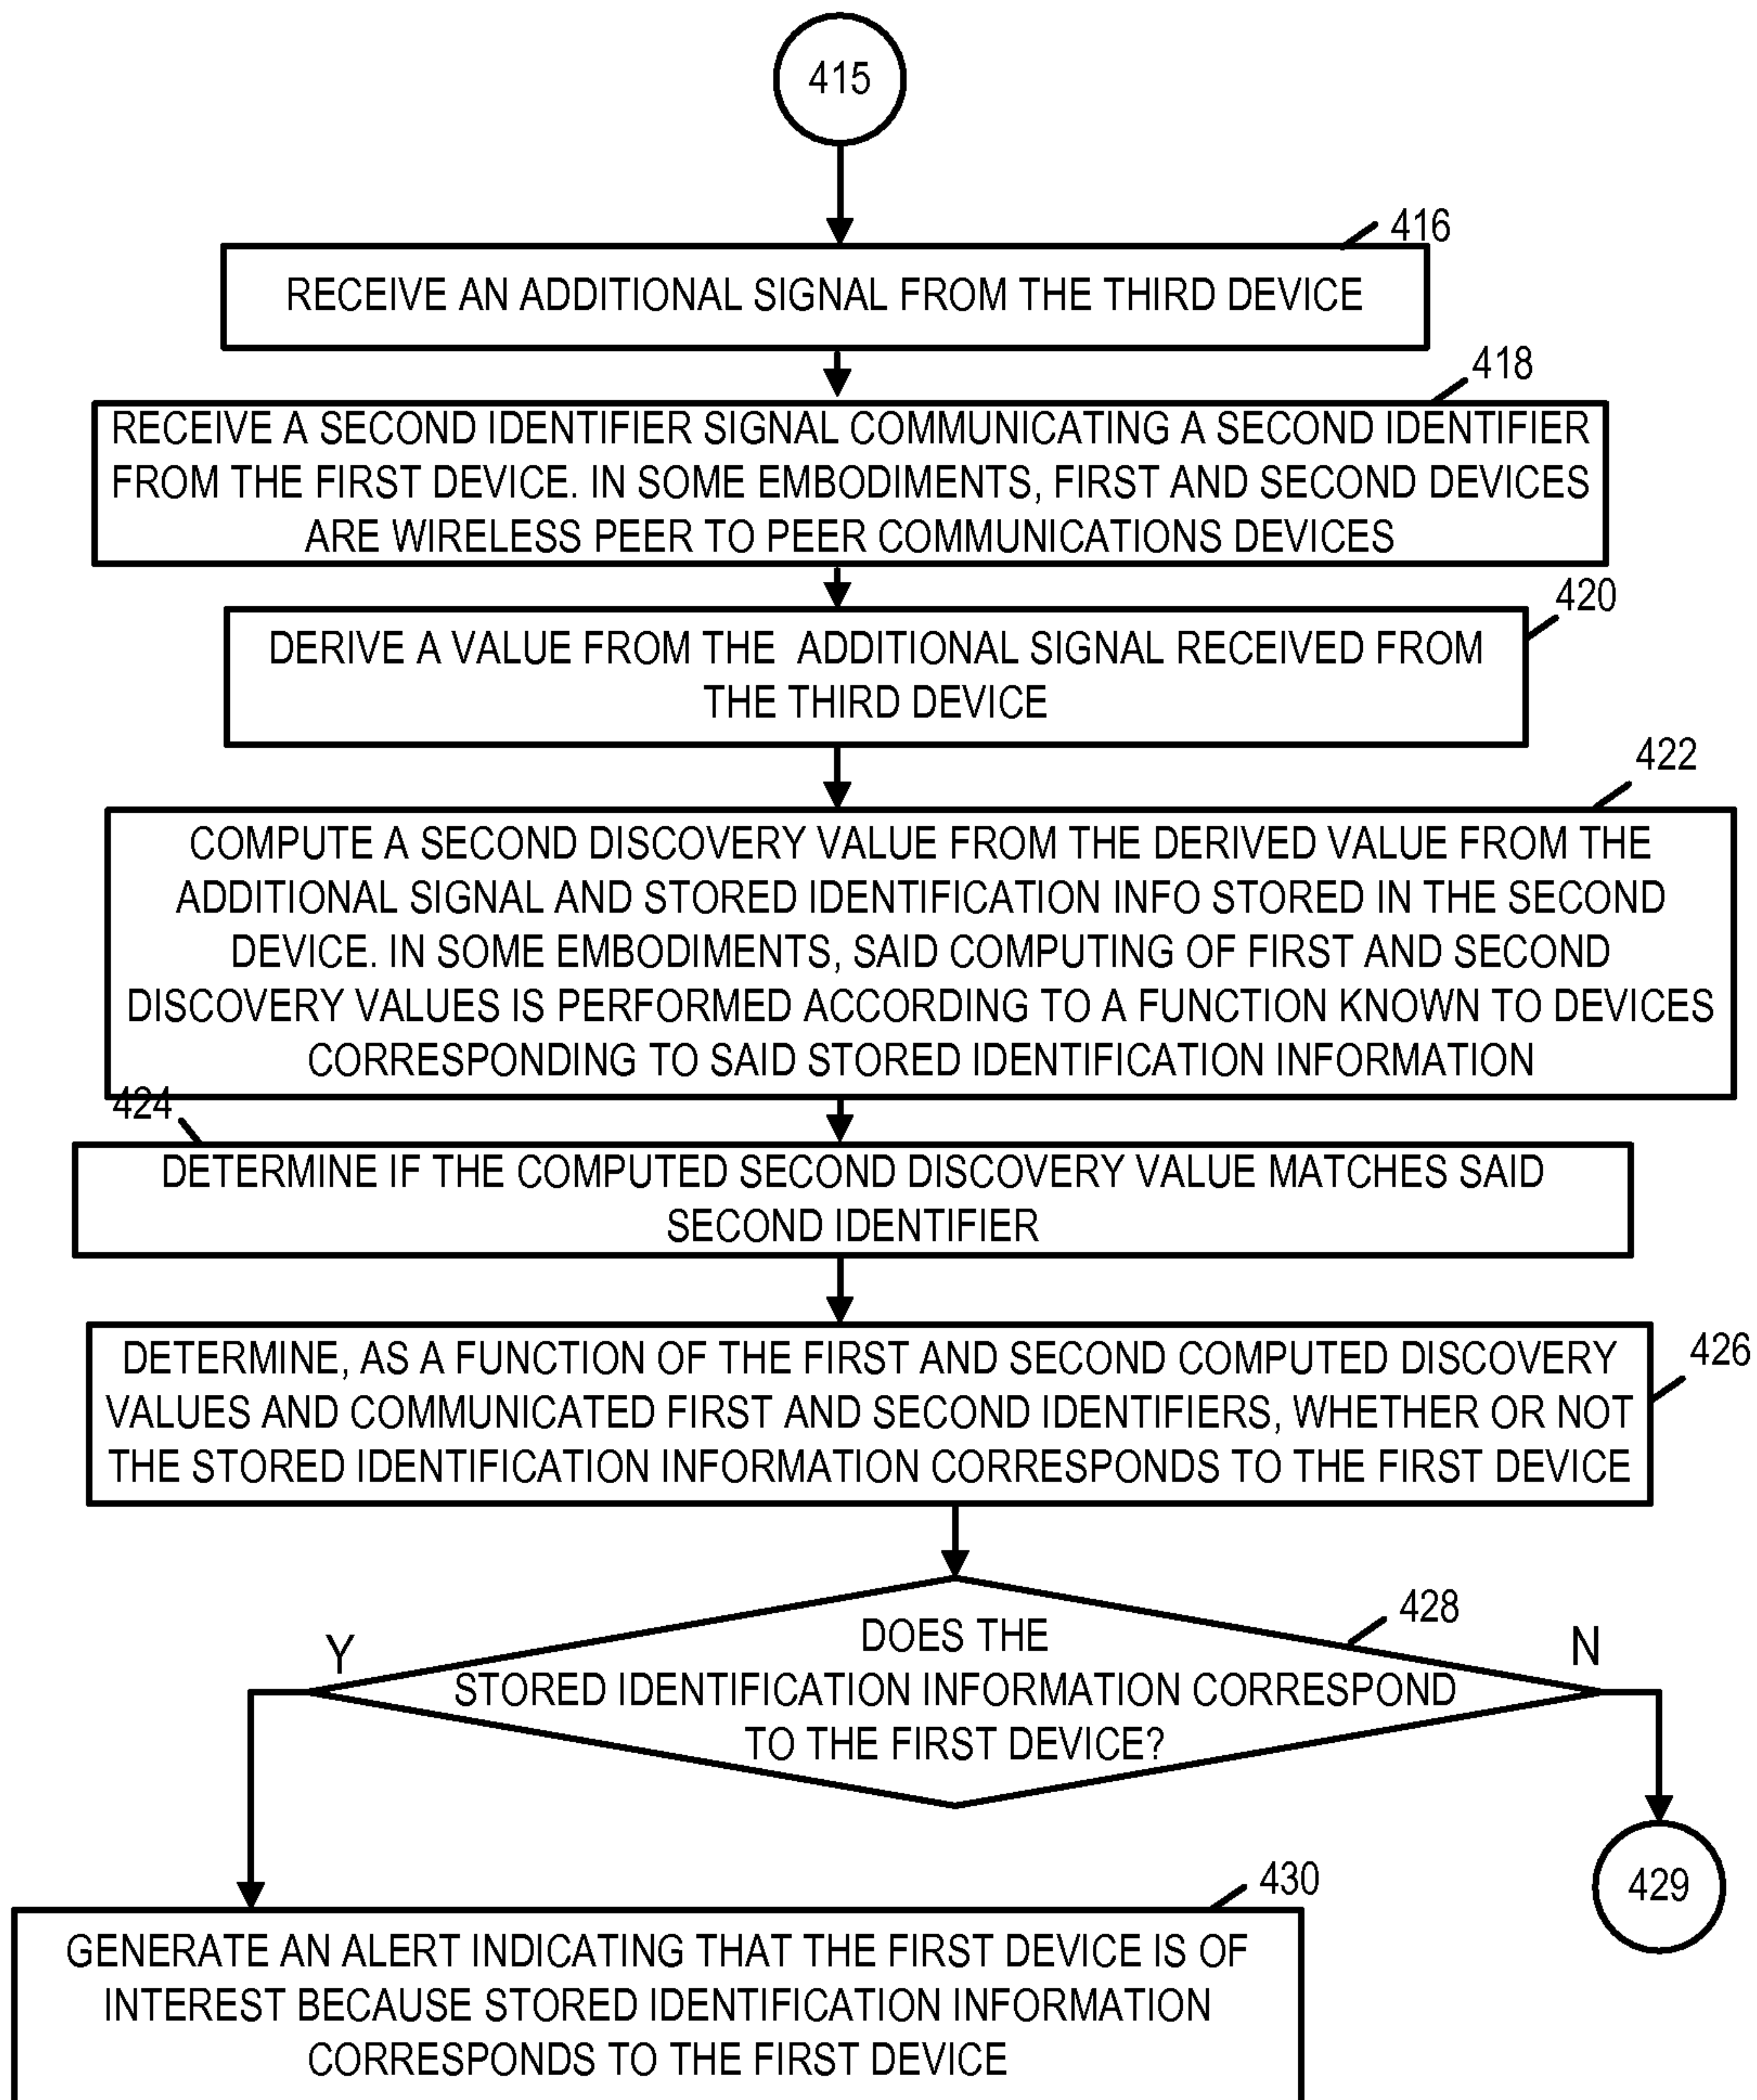 415
416
RECEIVE AN ADDITIONAL SIGNAL FROM THE THIRD DEVICE
418
RECEIVE A SECOND IDENTIFIER SIGNAL COMMUNICATING A SECOND IDENTIFIER
FROM THE FIRST DEVICE. IN SOME EMBODIMENTS, FIRST AND SECOND DEVICES
ARE WIRELESS PEER TO PEER COMMUNICATIONS DEVICES
420
DERIVE A VALUE FROM THE ADDITIONAL SIGNAL RECEIVED FROM
THE THIRD DEVICE
422
COMPUTE A SECOND DISCOVERY VALUE FROM THE DERIVED VALUE FROM THE
ADDITIONAL SIGNAL AND STORED IDENTIFICATION INFO STORED IN THE SECOND
DEVICE. IN SOME EMBODIMENTS, SAID COMPUTING OF FIRST AND SECOND
DISCOVERY VALUES IS PERFORMED ACCORDING TO A FUNCTION KNOWN TO DEVICES
CORRESPONDING TO SAID STORED IDENTIFICATION INFORMATION
424
DETERMINE IF THE COMPUTED SECOND DISCOVERY VALUE MATCHES SAID
SECOND IDENTIFIER
426
DETERMINE, AS A FUNCTION OF THE FIRST AND SECOND COMPUTED DISCOVERY
VALUES AND COMMUNICATED FIRST AND SECOND IDENTIFIERS, WHETHER OR NOT
THE STORED IDENTIFICATION INFORMATION CORRESPONDS TO THE FIRST DEVICE
428
Y
N
DOES THE
STORED IDENTIFICATION INFORMATION CORRESPOND
TO THE FIRST DEVICE?
429
430
GENERATE AN ALERT INDICATING THAT THE FIRST DEVICE IS OF
INTEREST BECAUSE STORED IDENTIFICATION INFORMATION
CORRESPONDS TO THE FIRST DEVICE